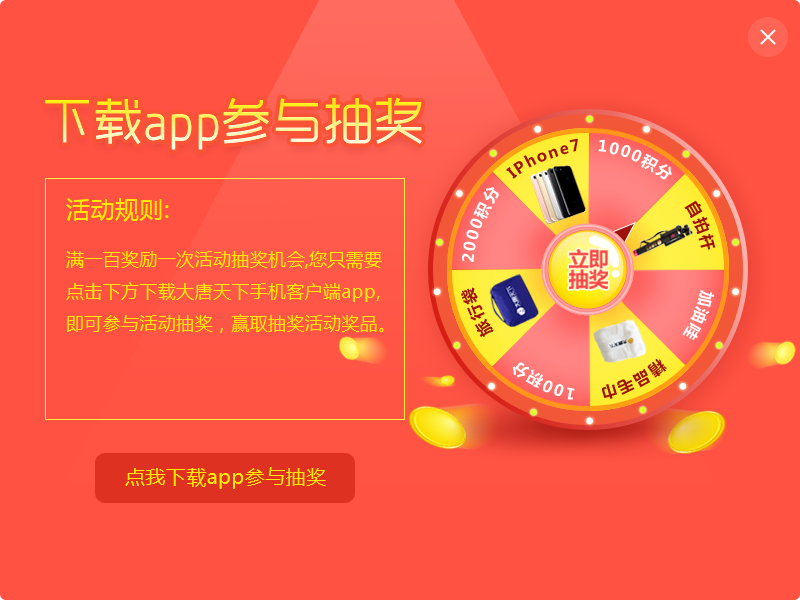 下载app参与抽奖
活动规则:
满一百奖励一次活动抽奖机会,您只需要
点击下方下载大唐天下手机客户端app,
即可参与活动抽奖，赢取抽奖活动奖品。
点我下载app参与抽奖
IPhone7
1000积分
自拍杆
加油哇
精品毛巾
100积分
旅行袋
2000积分
立即
抽奖